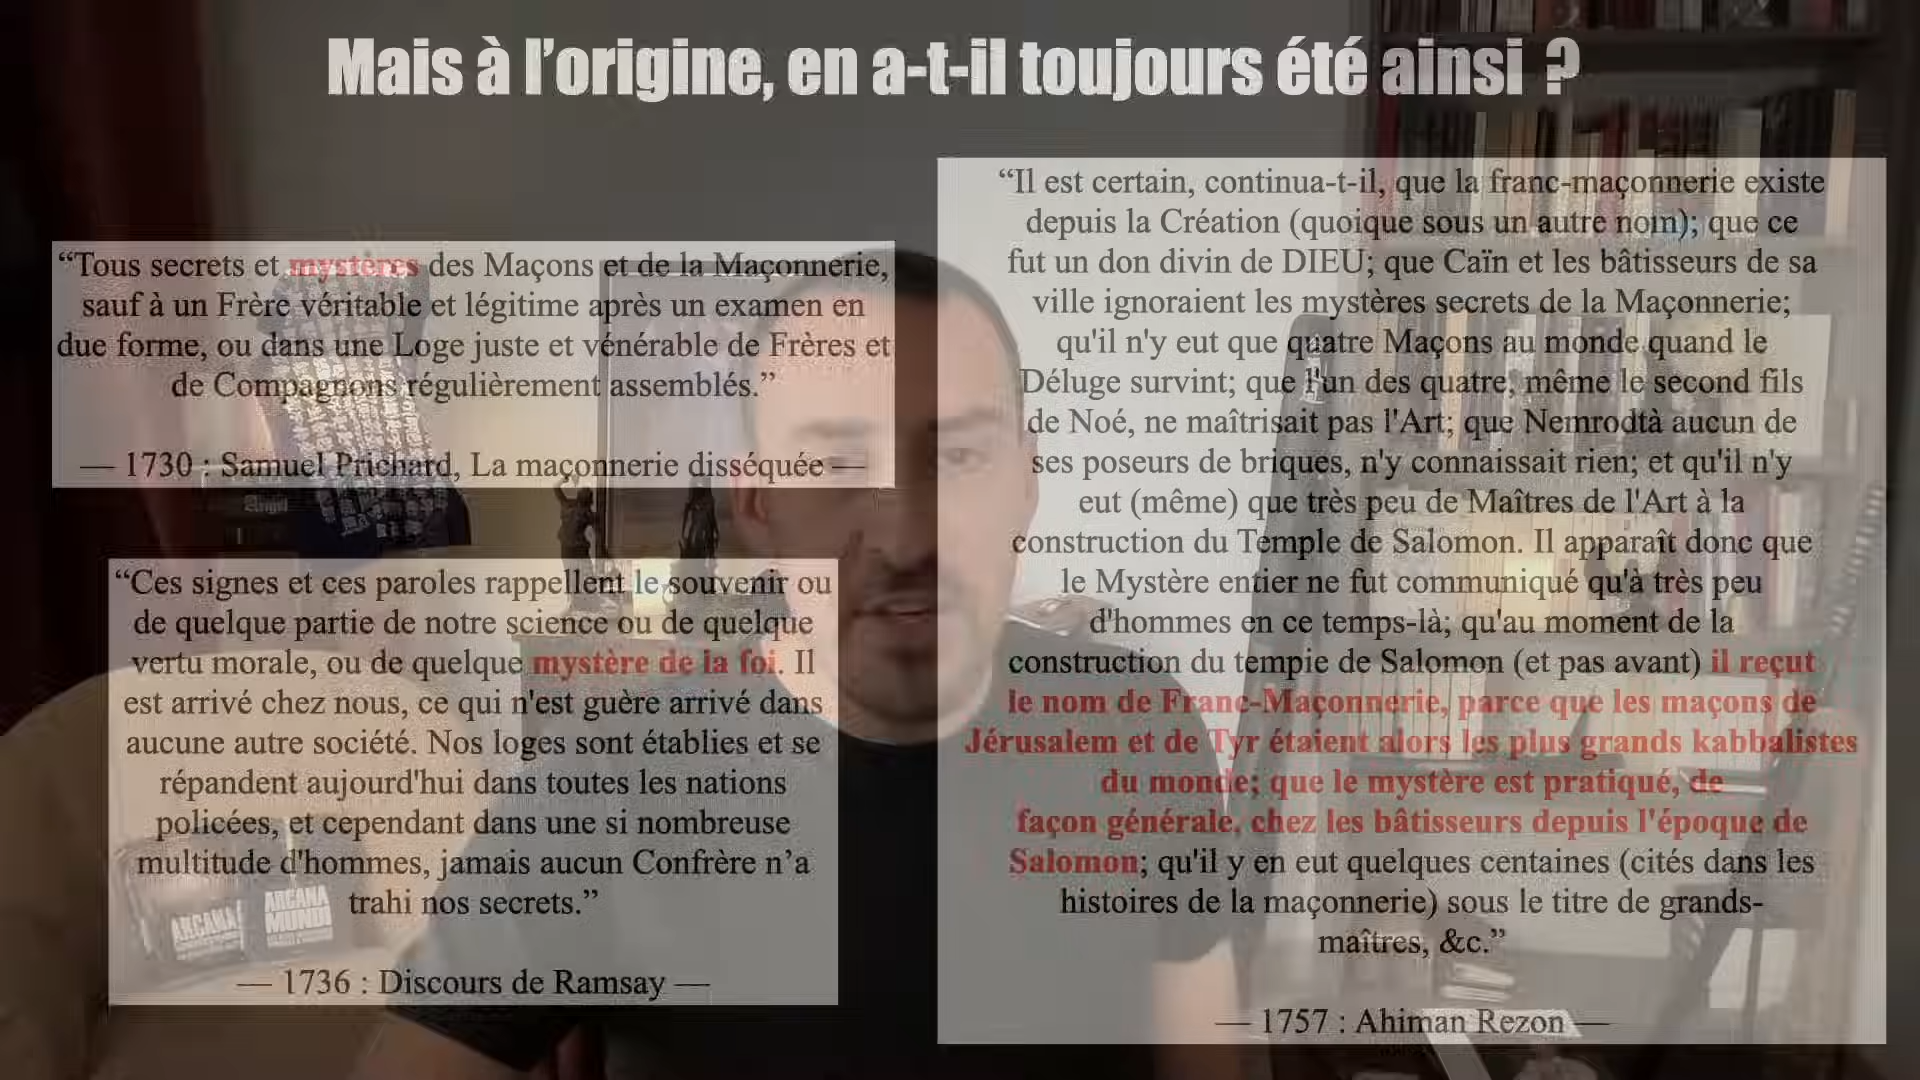 Mais à l’origine, en a-t-il toujours été ainsi ?
“Tous secrets et mystères des Maçons et de la Maçonnerie,
sauf à un Frère véritable et légitime après un examen en
due forme, ou dans une Loge juste et vénérable de Frères et
de Compagnons régulièrement assemblés.”
— 1730 : Samuel Prichard, La maçonnerie disséquée —
“Ces signes et ces paroles rappellent le souvenir ou
de quelque partie de notre science ou de quelque
vertu morale, ou de quelque mystère de la foi. Il
est arrivé chez nous, ce qui n'est guère arrivé dans
aucune autre société. Nos loges sont établies et se
répandent aujourd'hui dans toutes les nations
policées, et cependant dans une si nombreuse
multitude d'hommes, jamais aucun Confrère n’a
trahi nos secrets.”
— 1736 : Discours de Ramsay —
“Il est certain, continua-t-il, que la franc-maçonnerie existe
depuis la Création (quoique sous un autre nom); que ce
fut un don divin de DIEU; que Caïn et les bâtisseurs de sa
ville ignoraient les mystères secrets de la Maçonnerie;
qu'il n'y eut que quatre Maçons au monde quand le
Déluge survint; que l'un des quatre, même le second fils
de Noé, ne maîtrisait pas l'Art; que Nemrodtà aucun de
ses poseurs de briques, n'y connaissait rien; et qu'il n'y
eut (même) que très peu de Maîtres de l'Art à la
construction du Temple de Salomon. Il apparaît donc que
le Mystère entier ne fut communiqué qu'à très peu
d'hommes en ce temps-là; qu'au moment de la
construction du tempie de Salomon (et pas avant) il reçut
le nom de Franc-Maçonnerie, parce que les maçons de
Jérusalem et de Tyr étaient alors les plus grands kabbalistes
du monde; que le mystère est pratiqué, de
façon générale, chez les bâtisseurs depuis l'époque de
Salomon; qu'il y en eut quelques centaines (cités dans les
histoires de la maçonnerie) sous le titre de grands-
maîtres, &c.”
— 1757 : Ahiman Rezon —
ARCANA
ARCANA
MUNDI